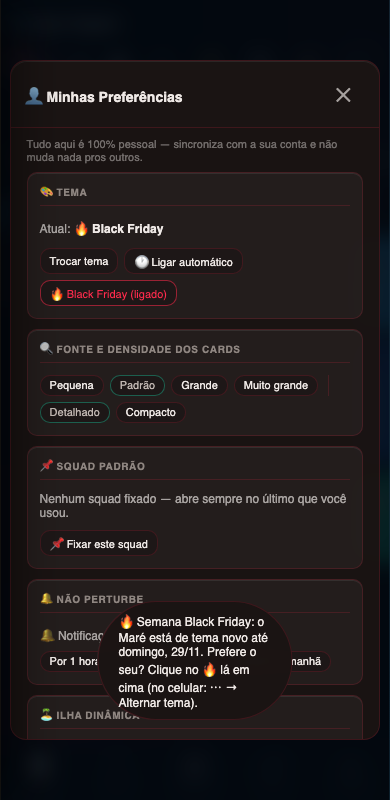 Minhas Preferências
Tudo aqui é 100% pessoal — sincroniza com a sua conta e não
muda nada pros outros.
TEMA
Atual: 🔥 Black Friday
Trocar tema 🕐 Ligar automático
🔥 Black Friday (ligado)
FONTE E DENSIDADE DOS CARDS
Pequena Padrão Grande Muito grande
Detalhado Compacto
SQUAD PADRÃO
Nenhum squad fixado — abre sempre no último que você
usou.
📌 Fixar este squad
NÃO PERTURBE
🔥 Semana Black Friday: o
Maré está de tema novo até
domingo, 29/11. Prefere o
seu? Clique no 🔥 lá em
cima (no celular: ⋯ →
Alternar tema).
Por 1
ILHA DINÂMICA